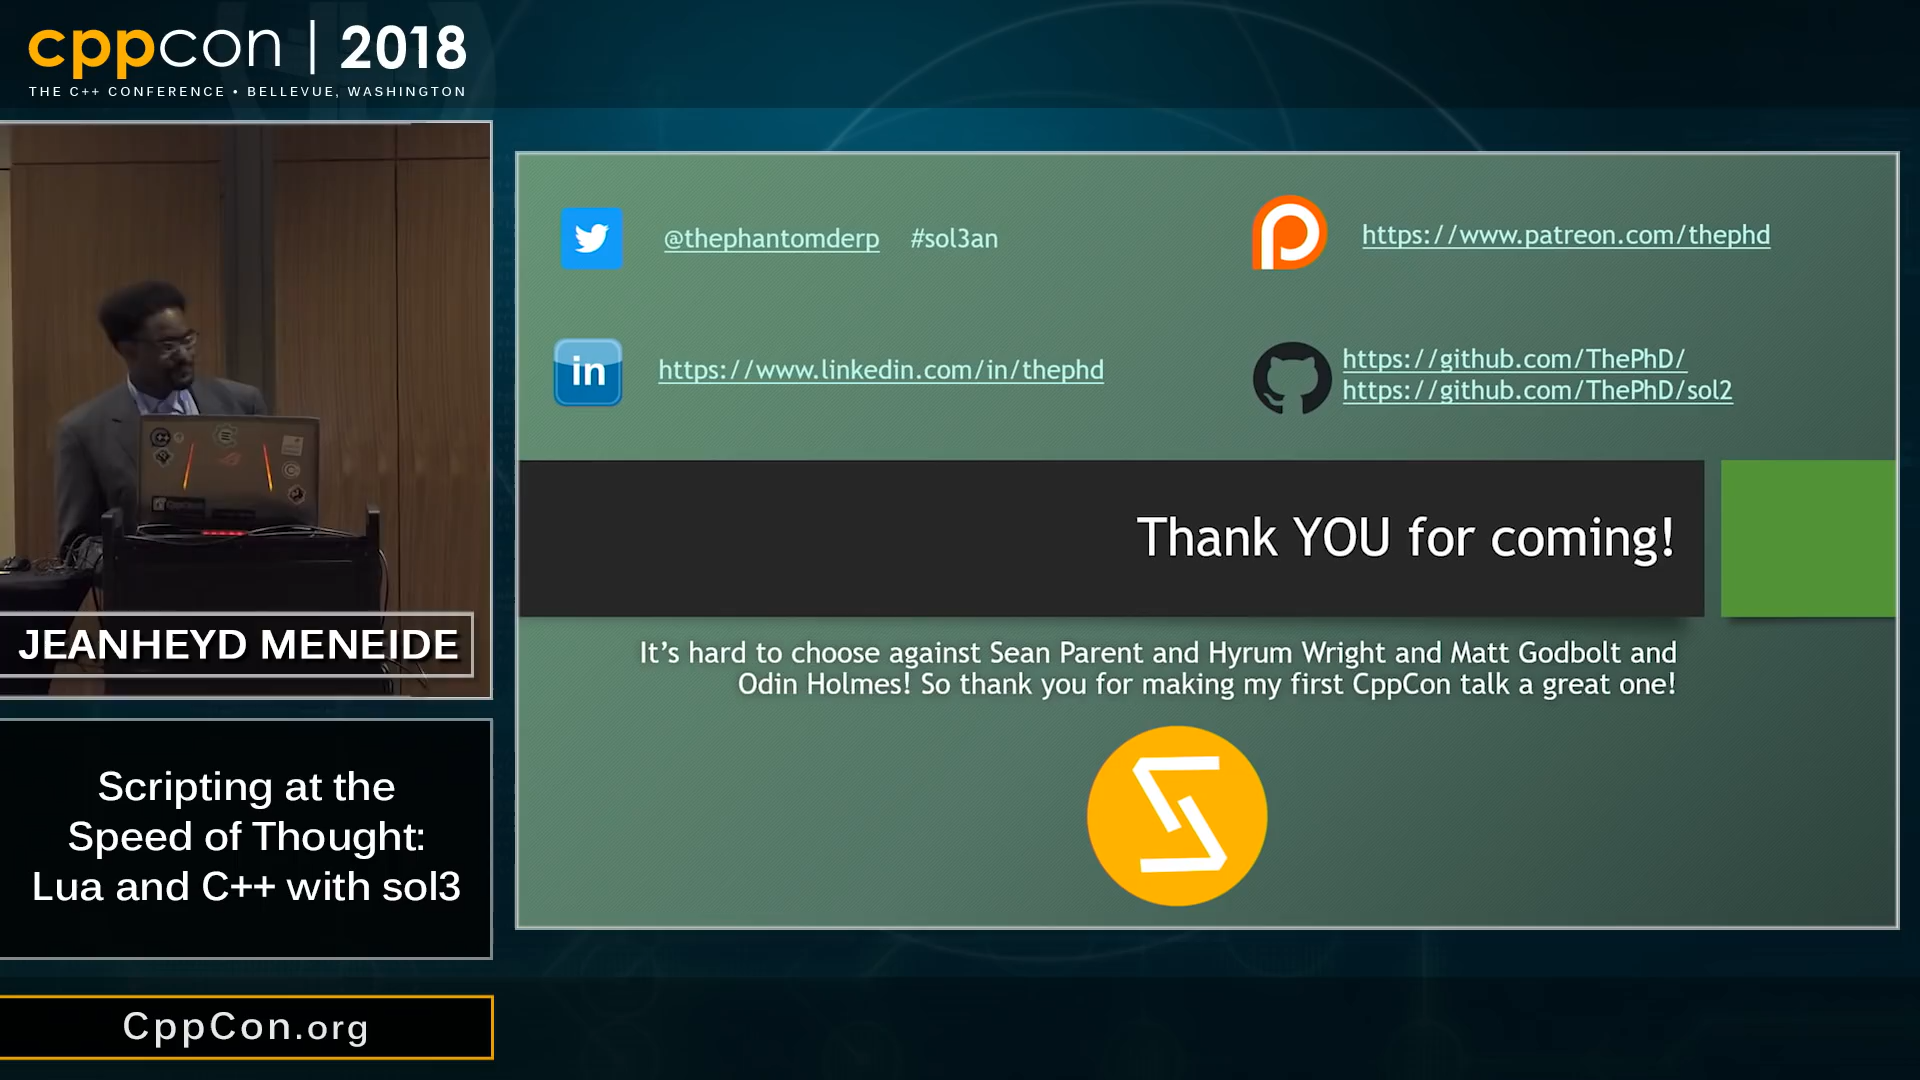 cppcon | 2018
THE C++ CONFERENCE • BELLEVUE, WASHINGTON
@thephantomderp #sol3an
https://www.patreon.com/thephd
in
https://www.linkedin.com/in/thephd
https://github.com/ThePhD/
https://github.com/ThePhD/sol2
Thank YOU for coming!
It's hard to choose against Sean Parent and Hyrum Wright and Matt Godbolt and
Odin Holmes! So thank you for making my first CppCon talk a great one!
JEANHEYD MENEIDE
Scripting at the
Speed of Thought:
Lua and C++ with sol3
CppCon.org